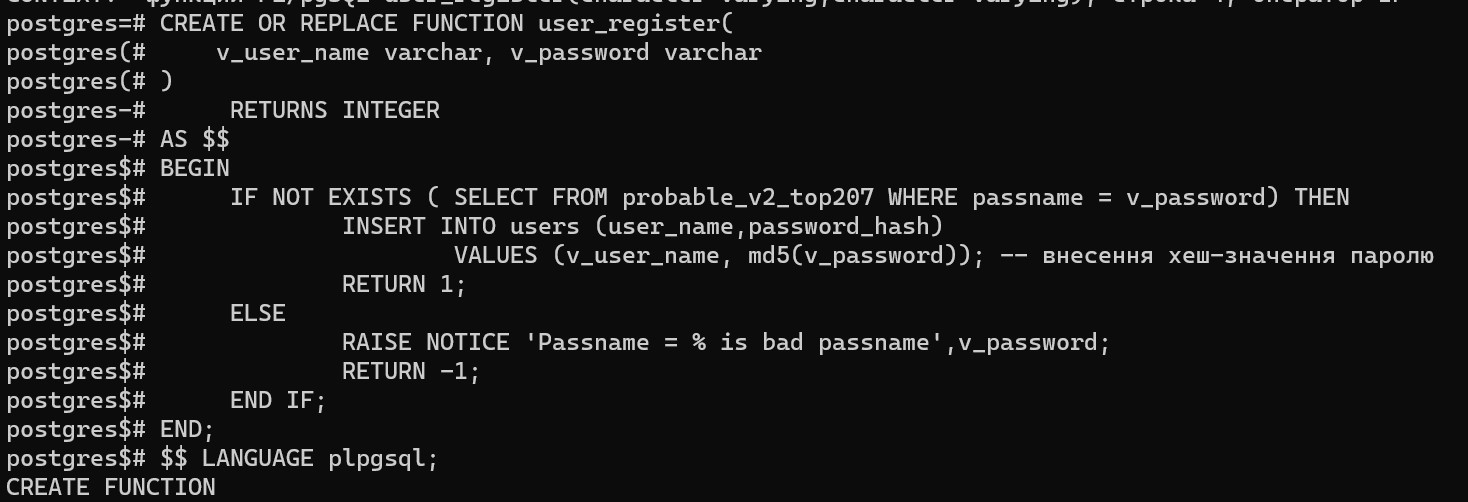 postgres=# CREATE OR REPLACE FUNCTION user_register(
postgres(#     v_user_name varchar, v_password varchar
postgres(# )
postgres-#      RETURNS INTEGER
postgres-# AS $$
postgres$# BEGIN
postgres$#      IF NOT EXISTS ( SELECT FROM probable_v2_top207 WHERE passname = v_password) THEN
postgres$#              INSERT INTO users (user_name,password_hash)
postgres$#                      VALUES (v_user_name, md5(v_password)); -- внесення хеш-значення паролю
postgres$#              RETURN 1;
postgres$#      ELSE
postgres$#              RAISE NOTICE 'Passname = % is bad passname',v_password;
postgres$#              RETURN -1;
postgres$#      END IF;
postgres$# END;
postgres$# $$ LANGUAGE plpgsql;
CREATE FUNCTION